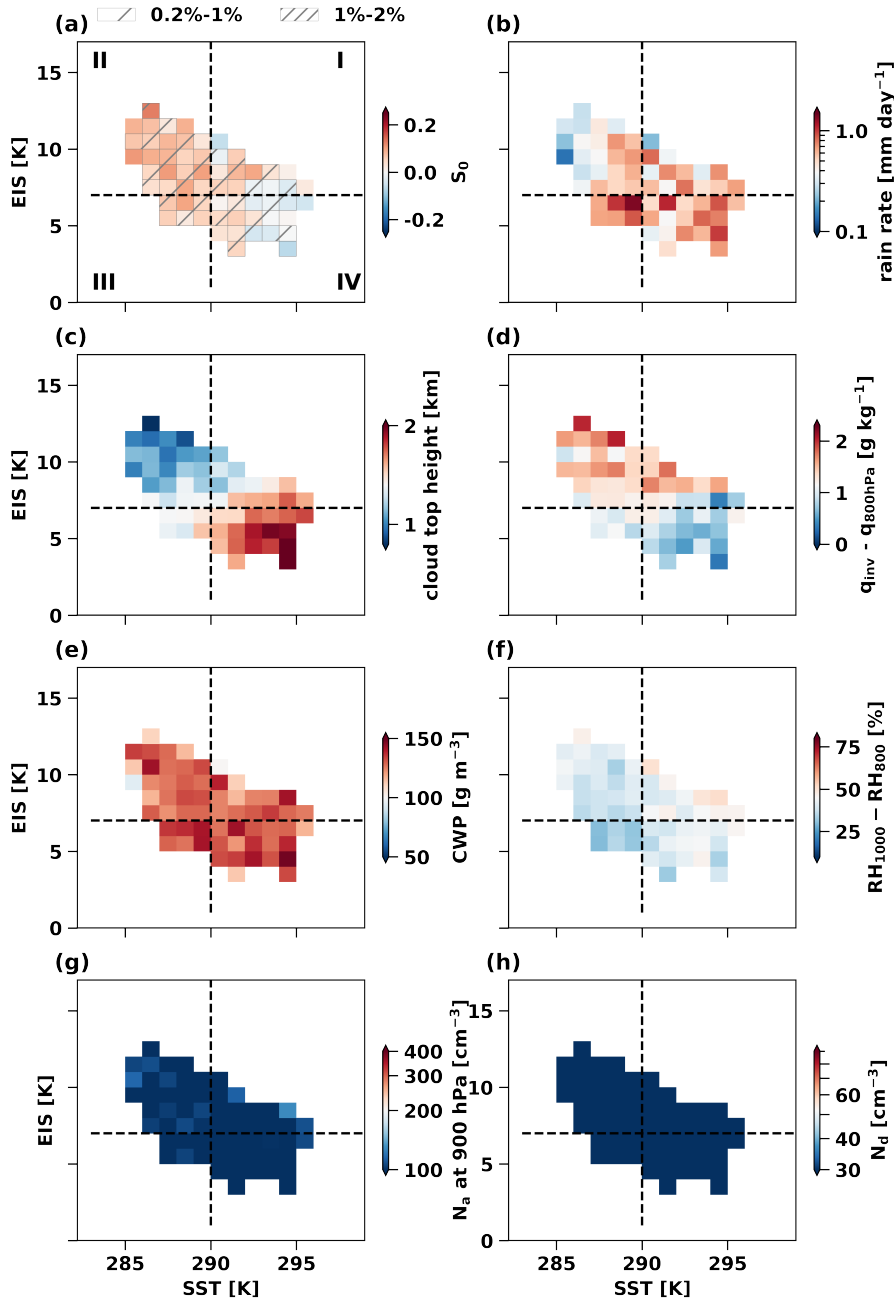 0.2%-1% 1%-2%
(a) (b)
II I
15
10
5
0
EIS [K]
III IV
0.2
0.0
-0.2
S₀
1.0
0.1
rain rate [mm day⁻¹]
(c) (d)
15
10
5
0
EIS [K]
2
1
cloud top height [km]
2
1
0
q_inv - q_800hPa [g kg⁻¹]
(e) (f)
15
10
5
0
EIS [K]
150
100
50
CWP [g m⁻³]
75
50
25
RH₁₀₀₀ − RH₈₀₀ [%]
(g) (h)
EIS [K]
400
300
200
100
Nₐ at 900 hPa [cm⁻³]
15
10
5
0
60
40
30
N_d [cm⁻³]
285 290 295 285 290 295
SST [K] SST [K]